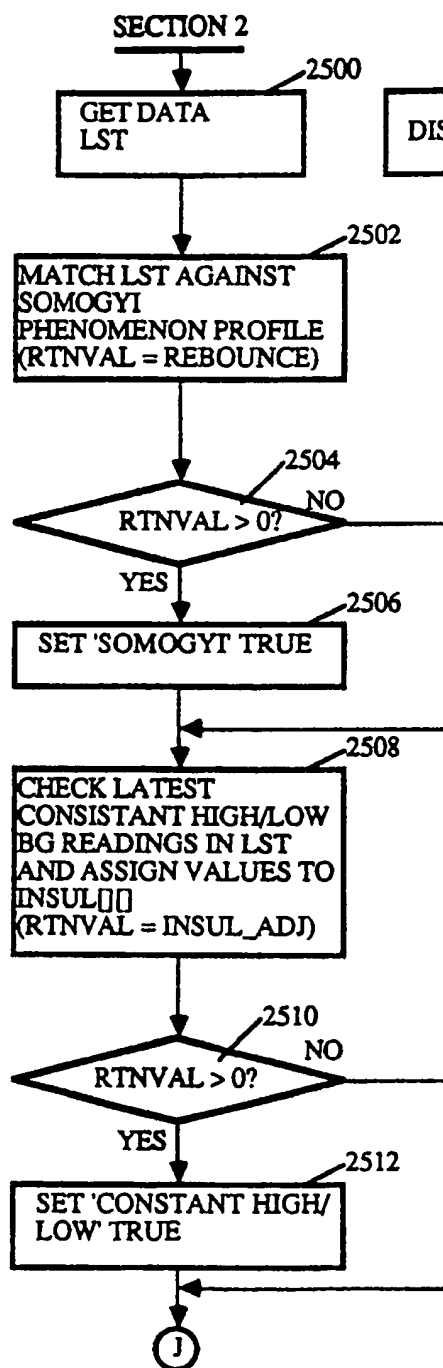 SECTION 2
2500
GET DATA
LST
DIS
2502
MATCH LST AGAINST
SOMOGYI
PHENOMENON PROFILE
(RTNVAL = REBOUNCE)
2504
RTNVAL > 0?
NO
YES
2506
SET 'SOMOGYI' TRUE
2508
CHECK LATEST
CONSISTANT HIGH/LOW
BG READINGS IN LST
AND ASSIGN VALUES TO
INSUL[][]
(RTNVAL = INSUL_ADJ)
2510
RTNVAL > 0?
NO
YES
2512
SET 'CONSTANT HIGH/
LOW' TRUE
J